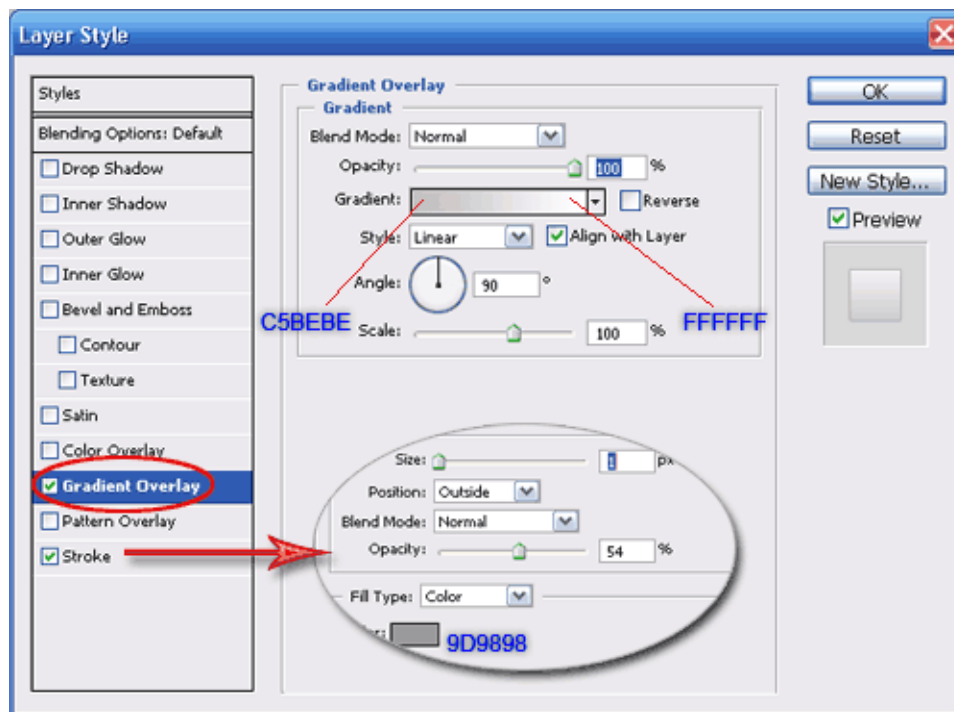 Layer Style
Styles
Blending Options: Default
Drop Shadow
Inner Shadow
Outer Glow
Inner Glow
Bevel and Emboss
Contour
Texture
Satin
Color Overlay
Gradient Overlay
Pattern Overlay
Stroke
Gradient Overlay
Gradient
Blend Mode: Normal
Opacity: 100 %
Gradient: Reverse
Style: Linear Align with Layer
Angle: 90 °
C5BEBE FFFFFF
Scale: 100 %
Size: 1 px
Position: Outside
Blend Mode: Normal
Opacity: 54 %
Fill Type: Color
9D9898
OK
Reset
New Style...
Preview